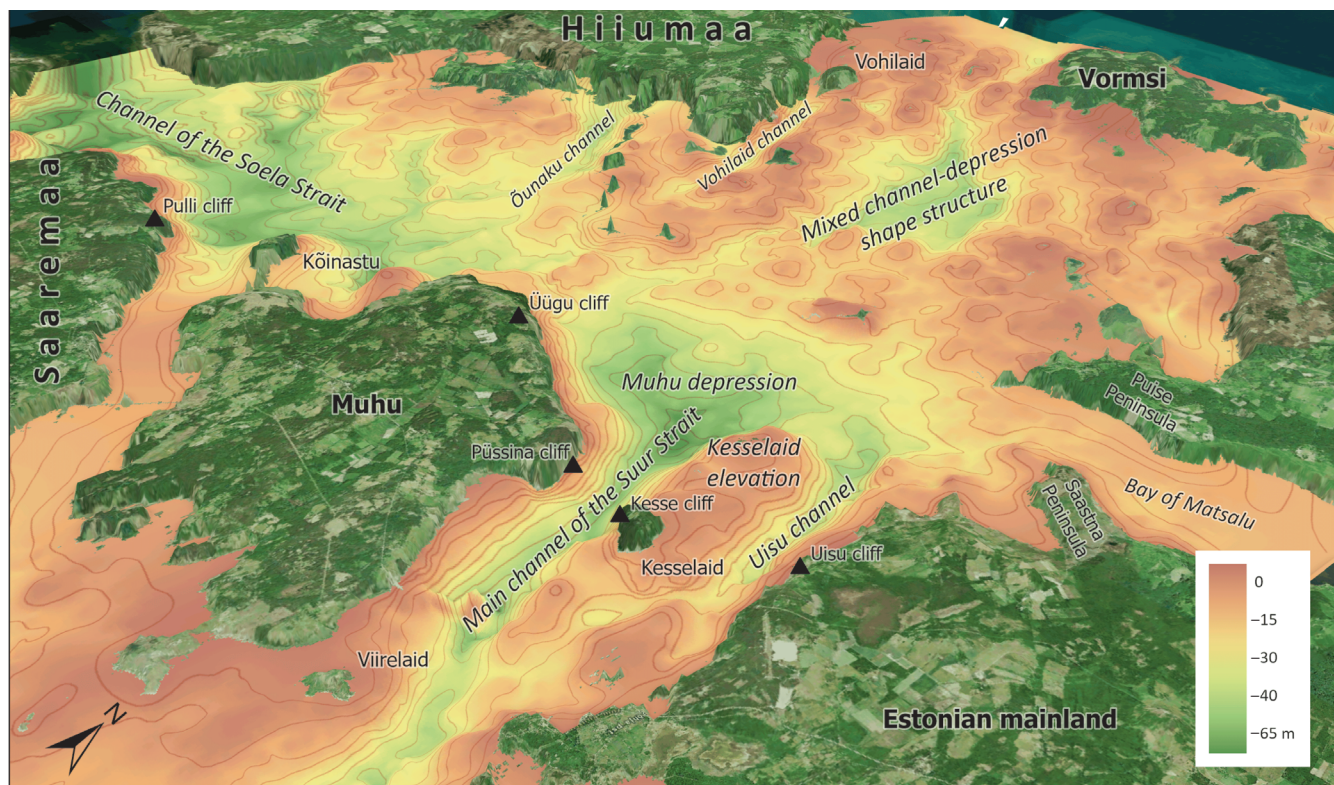 Hiiumaa
Vohilaid
Vormsi
Channel of the Soela Strait
Õunaku channel
Vohilaid channel
Mixed channel-depression
shape structure
Saaremaa
Pulli cliff
Kõinastu
Üügu cliff
Muhu depression
Muhu
Puise
Peninsula
Püssina cliff
Kesselaid
elevation
Main channel of the Suur Strait
Kesse cliff
Uisu channel
Saastna
Peninsula
Bay of Matsalu
Kesselaid
Uisu cliff
Viirelaid
Estonian mainland
N
0
−15
−30
−40
−65 m